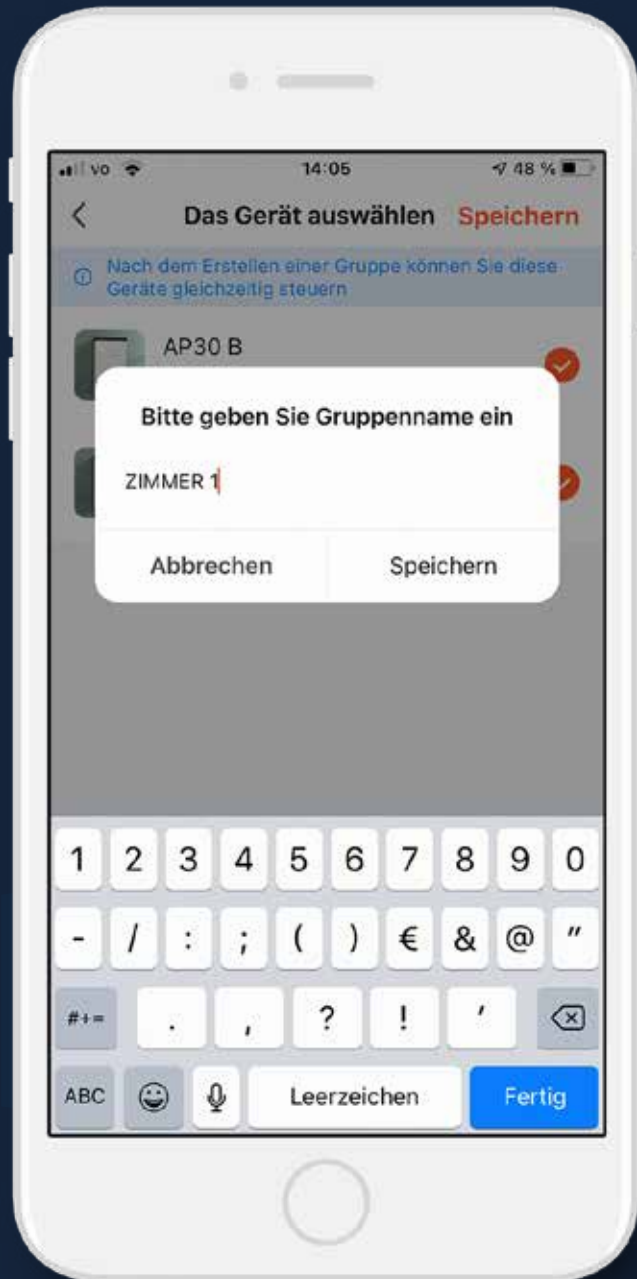 vo 14:05 48 %
Das Gerät auswählen Speichern
Nach dem Erstellen einer Gruppe können Sie diese
Geräte gleichzeitig steuern
AP30 B
Bitte geben Sie Gruppenname ein
ZIMMER 1
Abbrechen Speichern
1 2 3 4 5 6 7 8 9 0
- / : ; ( ) € & @ "
#+= . , ? ! '
ABC Leerzeichen Fertig